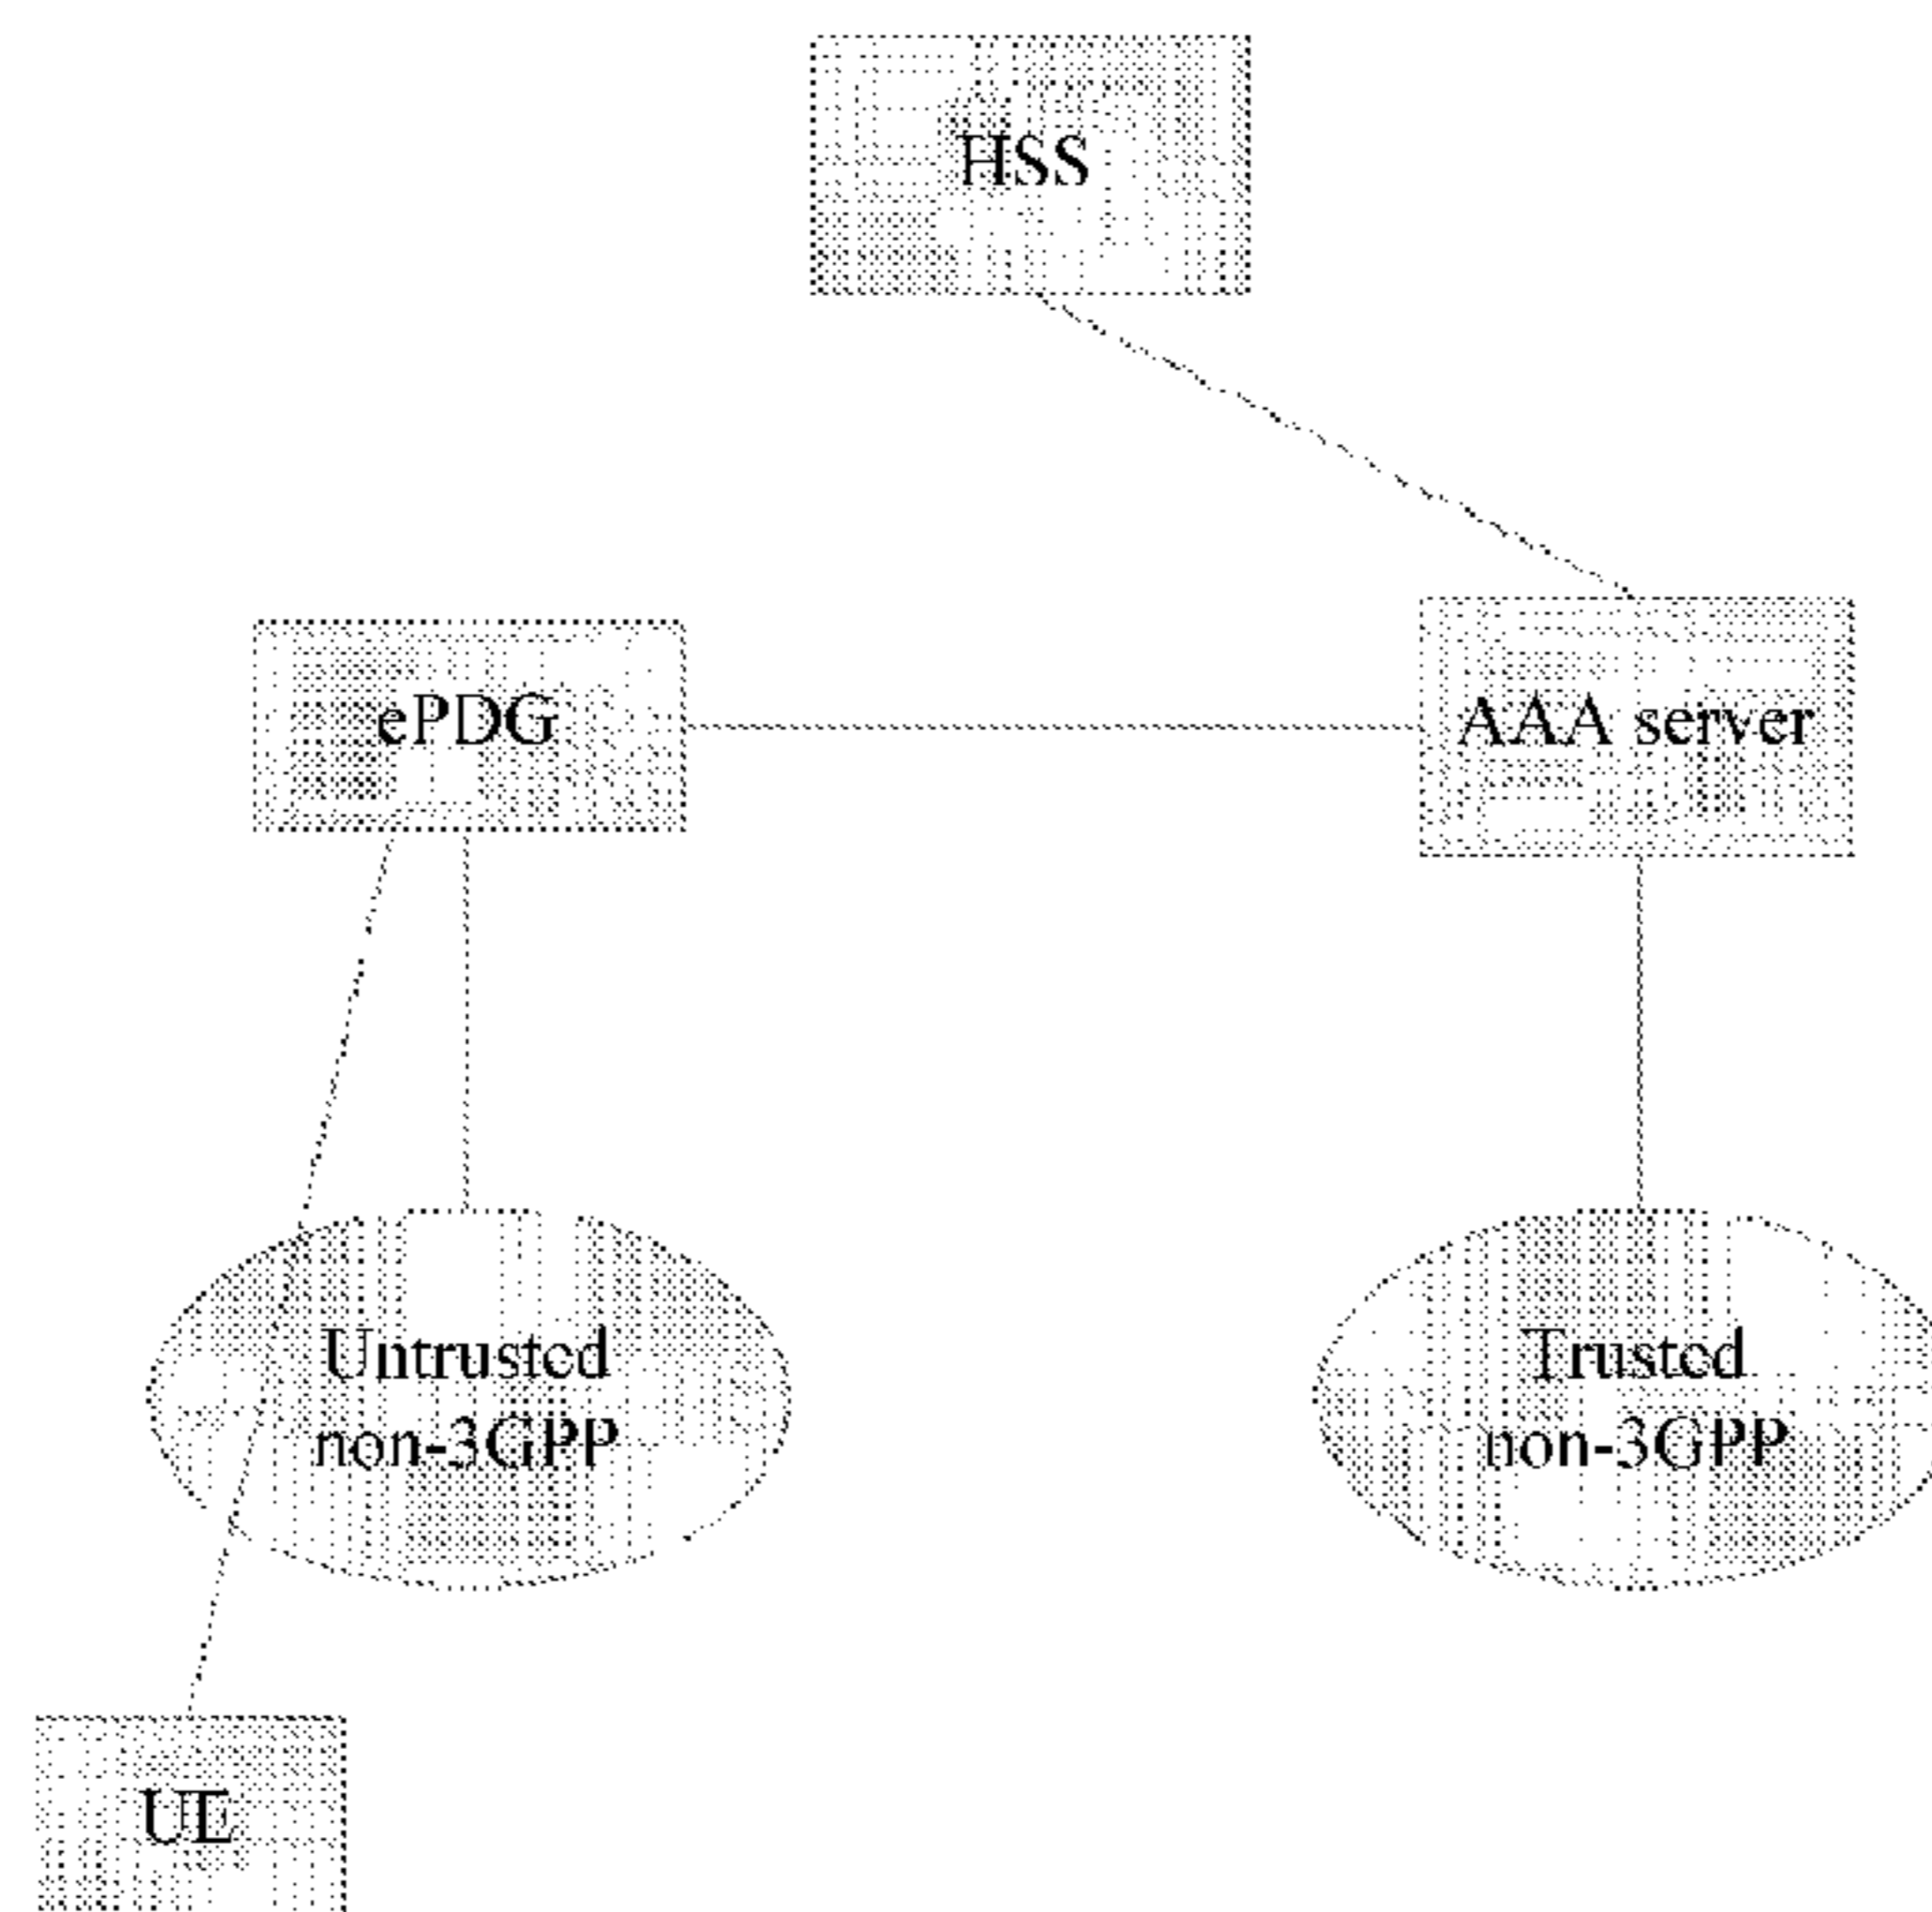 HSS
ePDG
AAA server
Untrusted
non-3GPP
Trusted
non-3GPP
UE